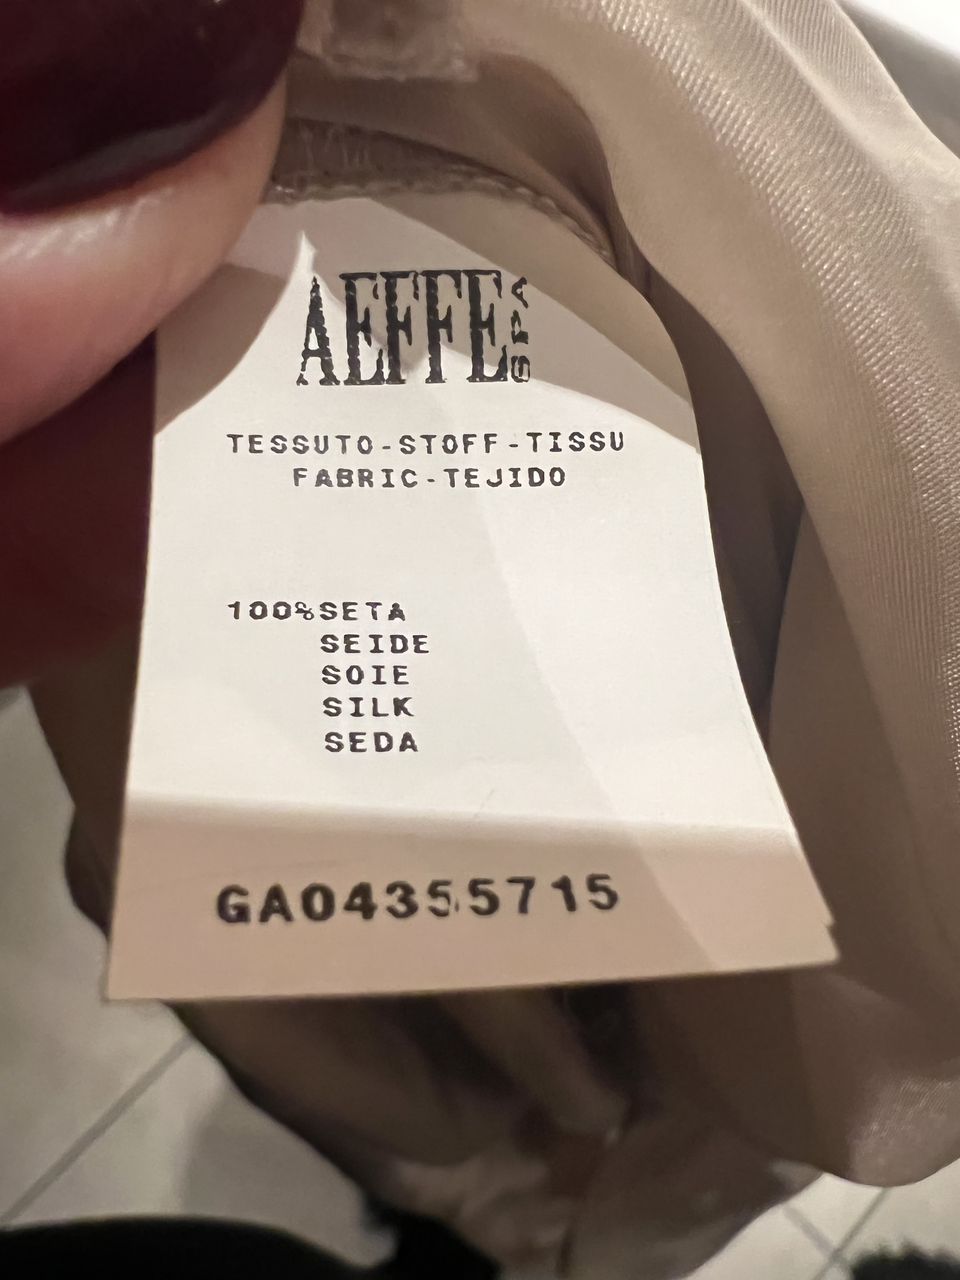 AEFFE SPA
TESSUTO-STOFF-TISSU
FABRIC-TEJIDO
100%SETA
SEIDE
SOIE
SILK
SEDA
GA04355715